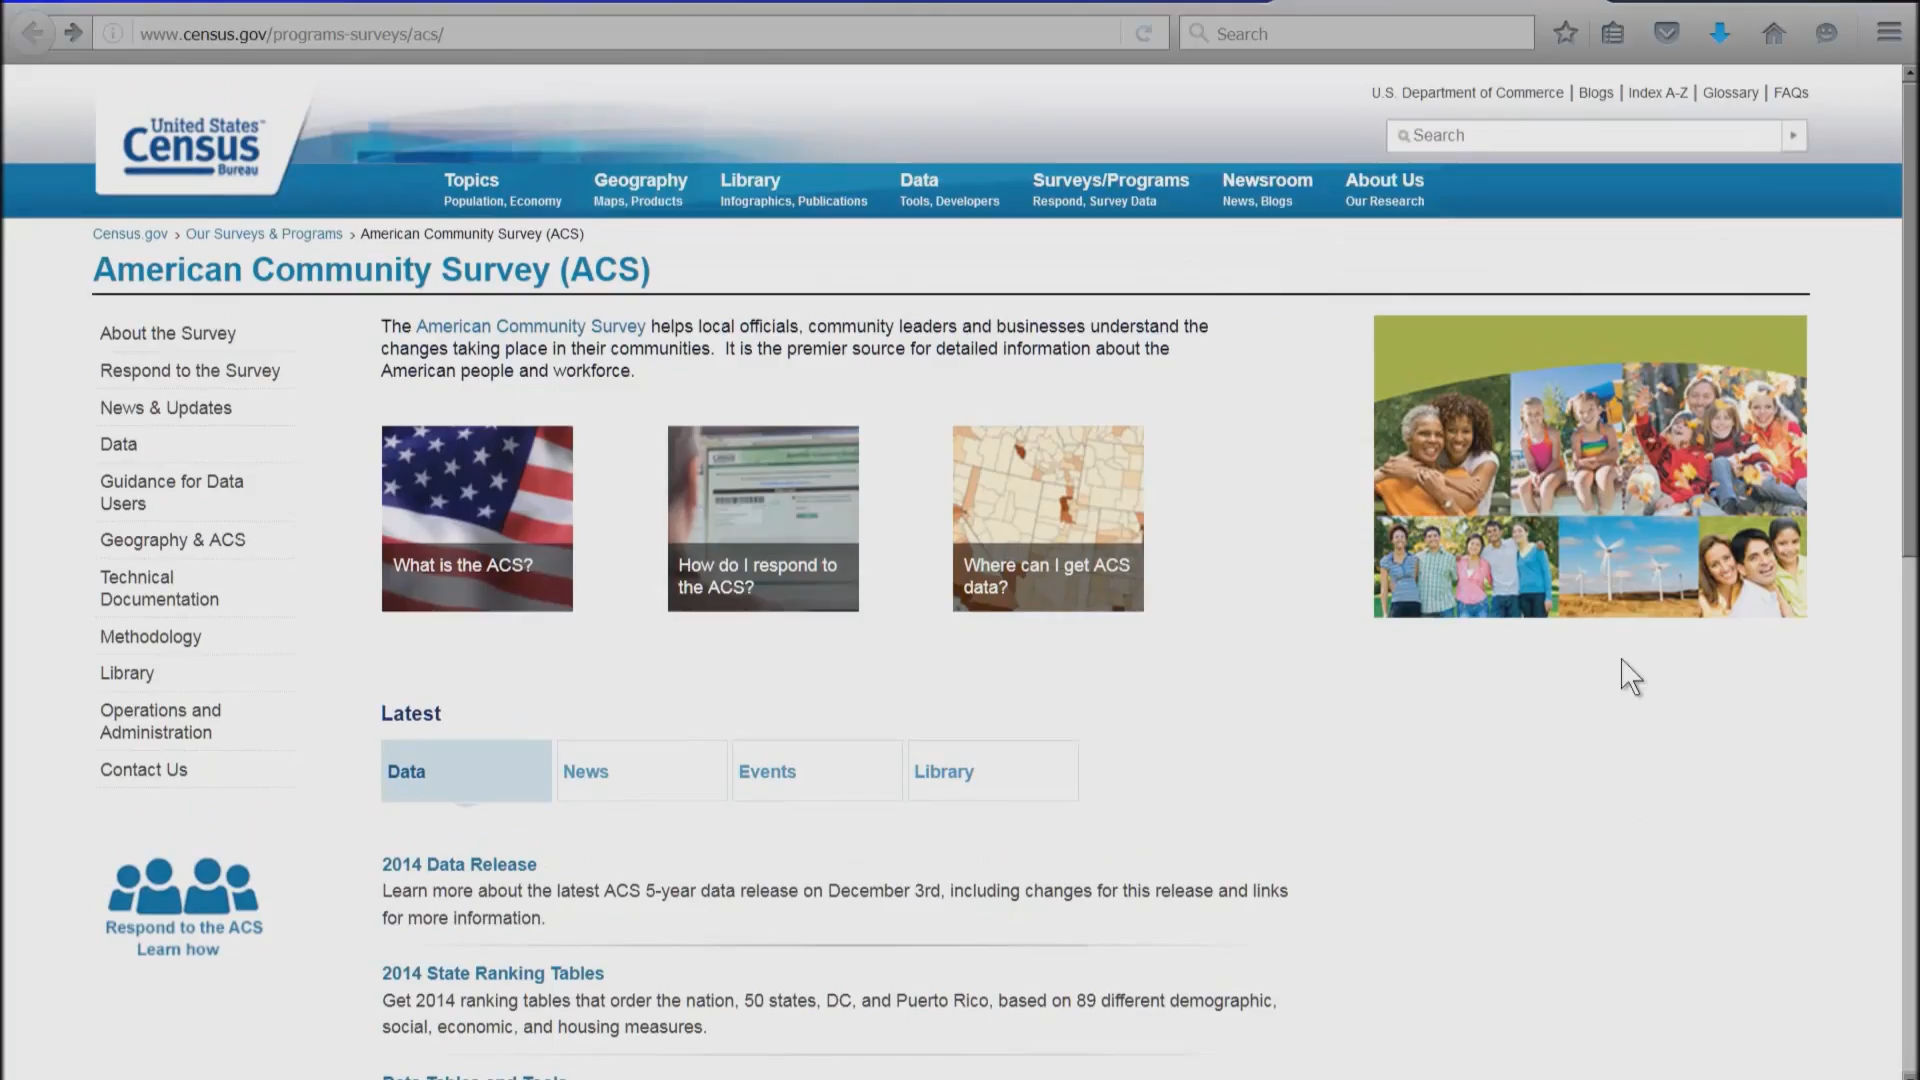 www.census.gov/programs-surveys/acs/
Search
U.S. Department of Commerce | Blogs | Index A-Z | Glossary | FAQs
United States™
Census
Bureau
Search
Topics
Population, Economy
Geography
Maps, Products
Library
Infographics, Publications
Data
Tools, Developers
Surveys/Programs
Respond, Survey Data
Newsroom
News, Blogs
About Us
Our Research
Census.gov › Our Surveys & Programs › American Community Survey (ACS)
American Community Survey (ACS)
About the Survey
Respond to the Survey
News & Updates
Data
Guidance for Data
Users
Geography & ACS
Technical
Documentation
Methodology
Library
Operations and
Administration
Contact Us
Respond to the ACS
Learn how
The American Community Survey helps local officials, community leaders and businesses understand the
changes taking place in their communities.  It is the premier source for detailed information about the
American people and workforce.
What is the ACS?
How do I respond to
the ACS?
Where can I get ACS
data?
Latest
Data
News
Events
Library
2014 Data Release
Learn more about the latest ACS 5-year data release on December 3rd, including changes for this release and links
for more information.
2014 State Ranking Tables
Get 2014 ranking tables that order the nation, 50 states, DC, and Puerto Rico, based on 89 different demographic,
social, economic, and housing measures.